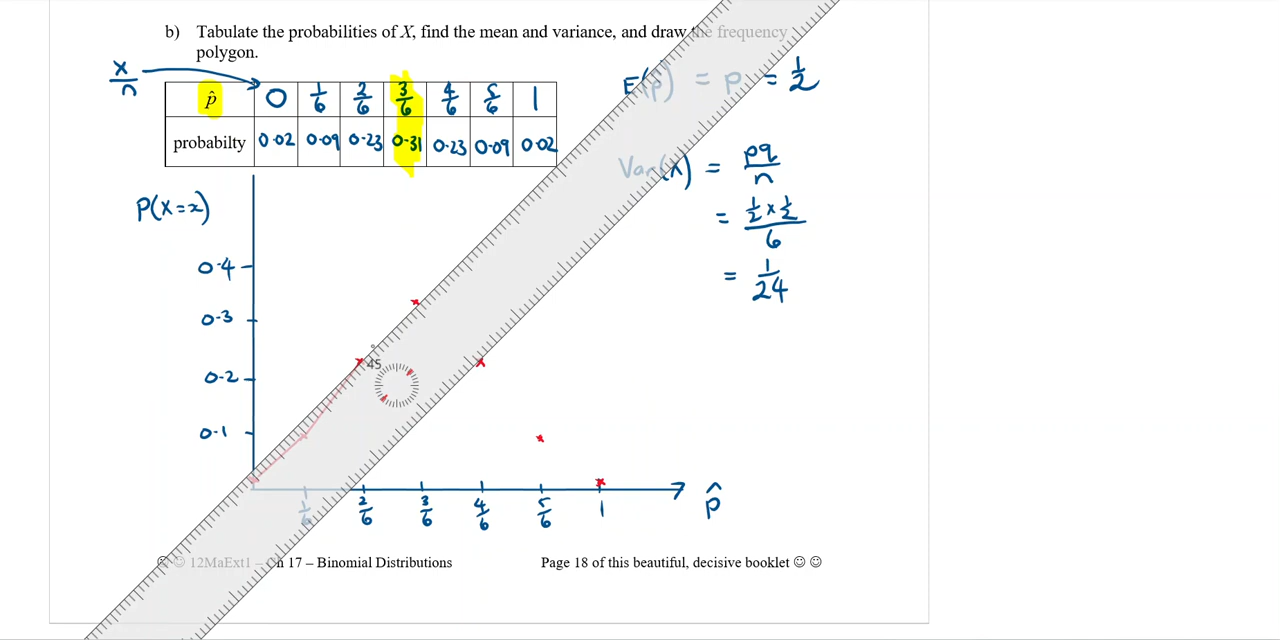 b) Tabulate the probabilities of X, find the mean and variance, and draw the frequency
polygon.
x/n
p̂ 0 1/6 2/6 3/6 4/6 5/6 1
probabilty 0.02 0.09 0.23 0.31 0.23 0.09 0.02
E(p̂) = p = 1/2
Var(X) = pq/n
= (1/2 × 1/2)/6
= 1/24
P(X=x)
0.4
0.3
0.2
0.1
45°
1/6 2/6 3/6 4/6 5/6 1 p̂
☺ ☺ 12MaExt1 – Ch 17 – Binomial Distributions
Page 18 of this beautiful, decisive booklet ☺ ☺